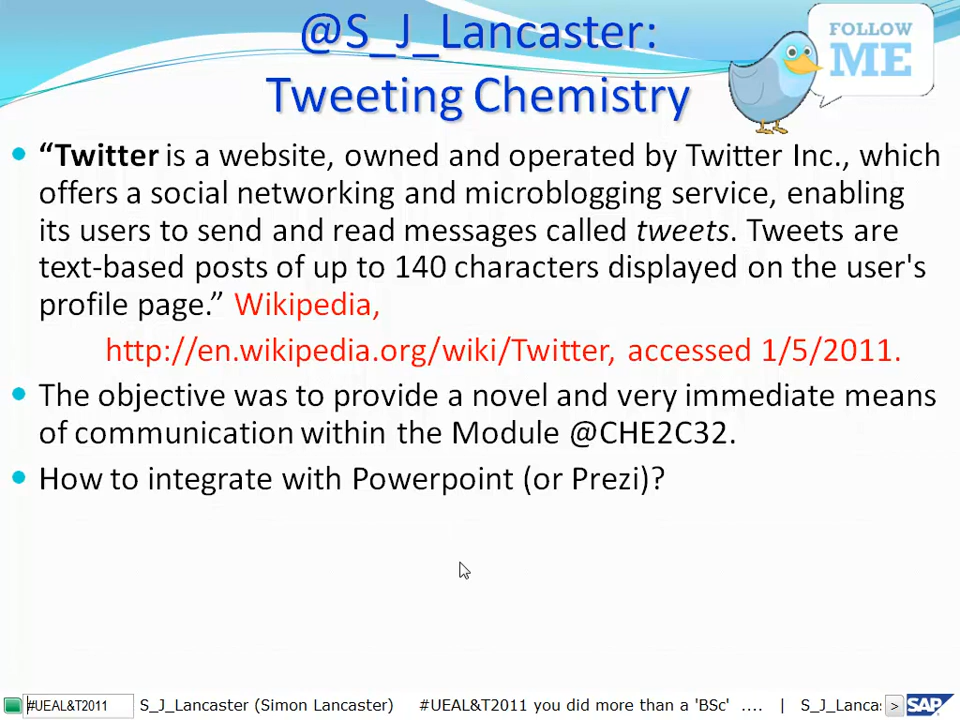 @S_J_Lancaster:
Tweeting Chemistry
FOLLOW
ME
“Twitter is a website, owned and operated by Twitter Inc., which
offers a social networking and microblogging service, enabling
its users to send and read messages called tweets. Tweets are
text-based posts of up to 140 characters displayed on the user's
profile page.” Wikipedia,
http://en.wikipedia.org/wiki/Twitter, accessed 1/5/2011.
The objective was to provide a novel and very immediate means
of communication within the Module @CHE2C32.
How to integrate with Powerpoint (or Prezi)?
#UEAL&T2011 S_J_Lancaster (Simon Lancaster) #UEAL&T2011 you did more than a 'BSc' .... | S_J_Lancas > SAP